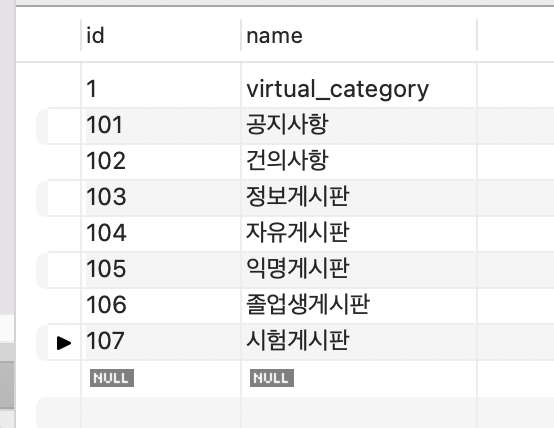 id name
1 virtual_category
101 공지사항
102 건의사항
103 정보게시판
104 자유게시판
105 익명게시판
106 졸업생게시판
107 시험게시판
NULL NULL